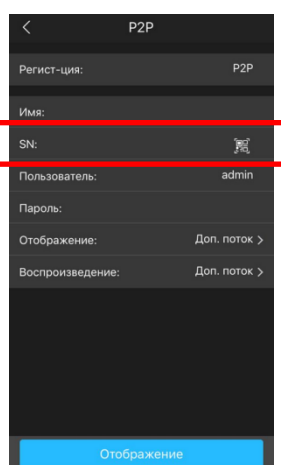 P2P
Регист-ция: P2P
Имя:
SN:
Пользователь: admin
Пароль:
Отображение: Доп. поток
Воспроизведение: Доп. поток
Отображение